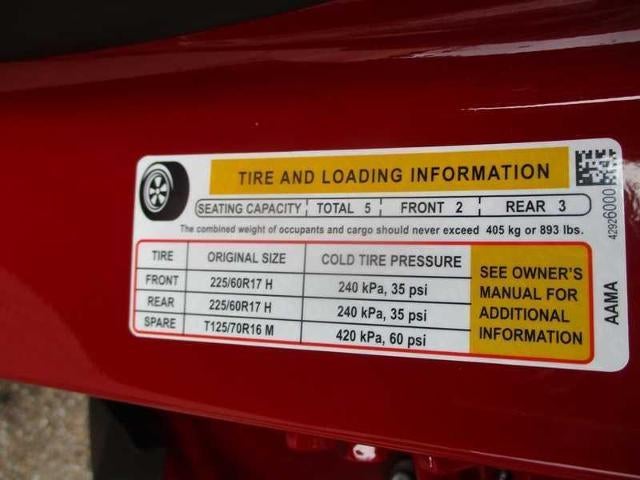 TIRE AND LOADING INFORMATION
SEATING CAPACITY TOTAL 5 FRONT 2 REAR 3
The combined weight of occupants and cargo should never exceed 405 kg or 893 lbs.
TIRE ORIGINAL SIZE COLD TIRE PRESSURE
FRONT 225/60R17 H 240 kPa, 35 psi
REAR 225/60R17 H 240 kPa, 35 psi
SPARE T125/70R16 M 420 kPa, 60 psi
SEE OWNER'S
MANUAL FOR
ADDITIONAL
INFORMATION
42926000
AAMA